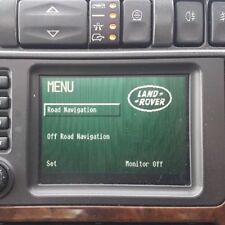 MENU
Road Navigation
LAND-
-ROVER
Off Road Navigation
Set
Monitor Off